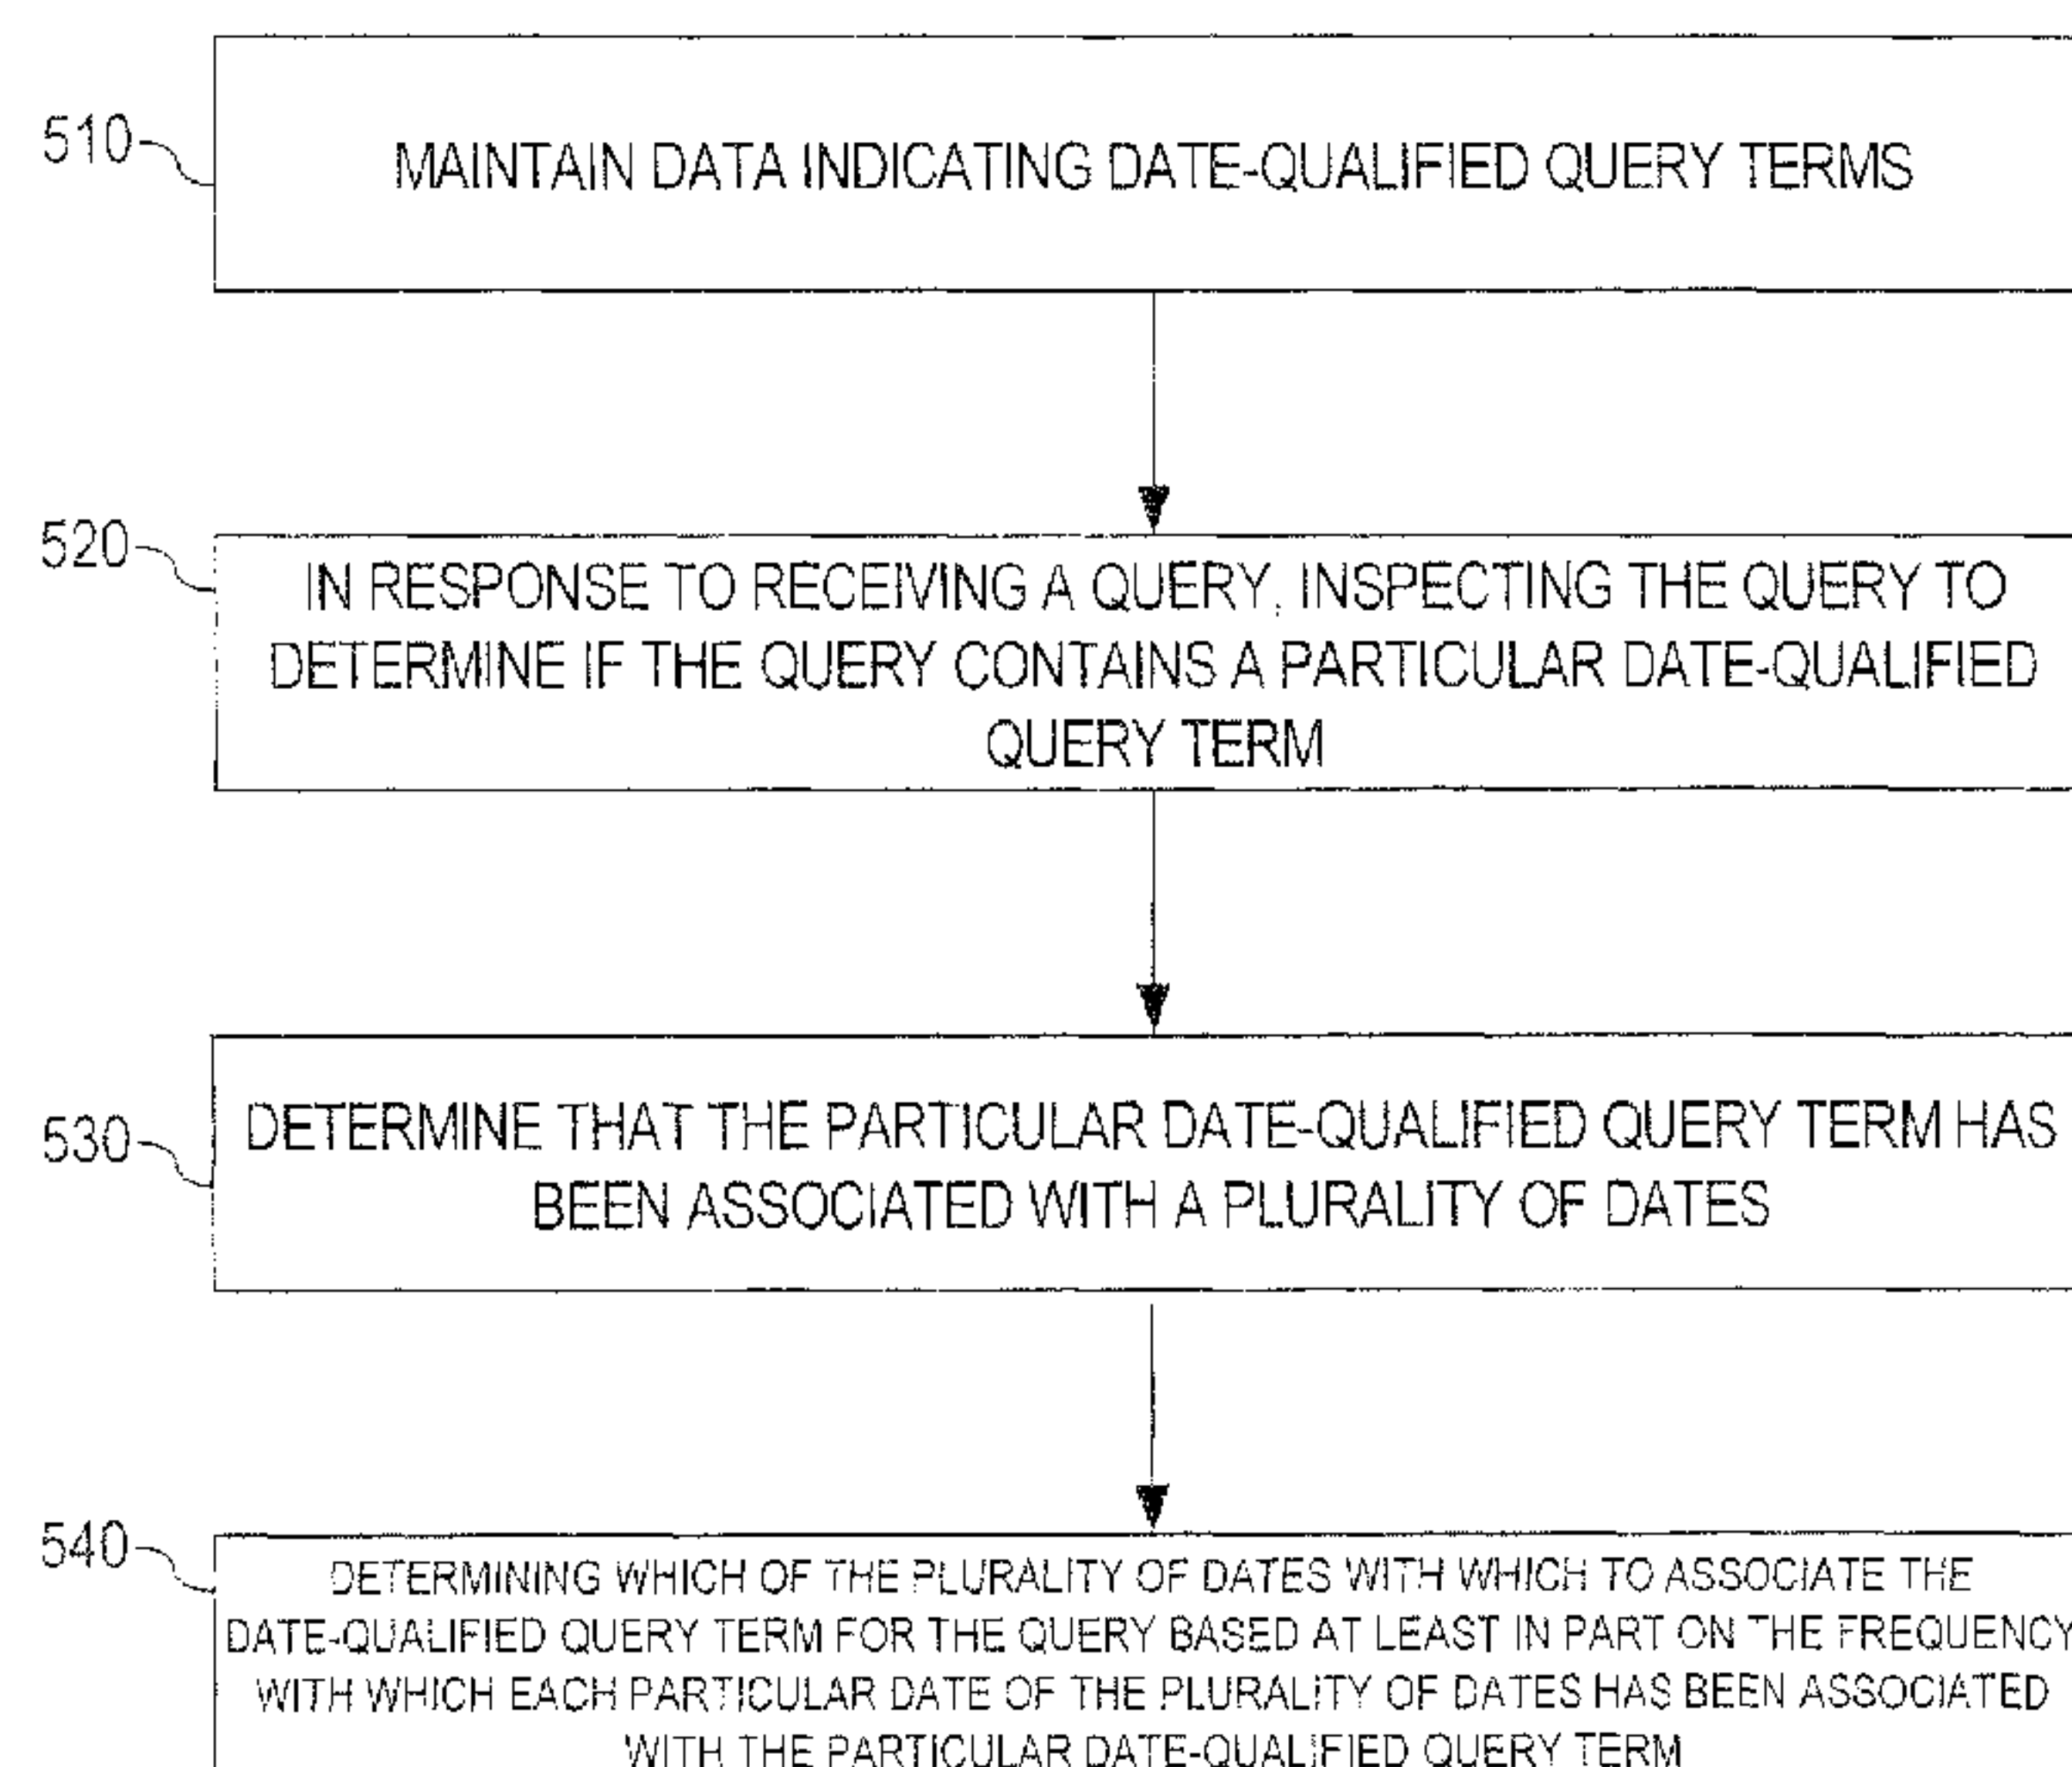 510
MAINTAIN DATA INDICATING DATE-QUALIFIED QUERY TERMS
520
IN RESPONSE TO RECEIVING A QUERY, INSPECTING THE QUERY TO
DETERMINE IF THE QUERY CONTAINS A PARTICULAR DATE-QUALIFIED
QUERY TERM
530
DETERMINE THAT THE PARTICULAR DATE-QUALIFIED QUERY TERM HAS
BEEN ASSOCIATED WITH A PLURALITY OF DATES
540
DETERMINING WHICH OF THE PLURALITY OF DATES WITH WHICH TO ASSOCIATE THE
DATE-QUALIFIED QUERY TERM FOR THE QUERY BASED AT LEAST IN PART ON THE FREQUENCY
WITH WHICH EACH PARTICULAR DATE OF THE PLURALITY OF DATES HAS BEEN ASSOCIATED
WITH THE PARTICULAR DATE-QUALIFIED QUERY TERM